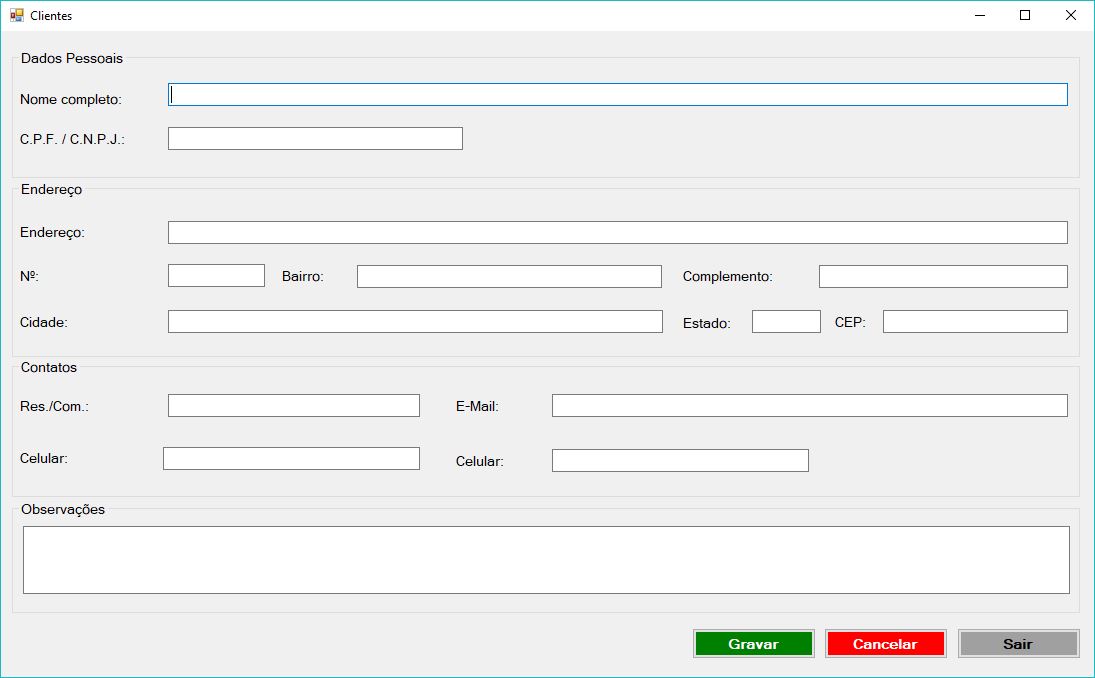 Clientes
Dados Pessoais
Nome completo:
C.P.F. / C.N.P.J.:
Endereço
Endereço:
Nº: Bairro: Complemento:
Cidade: Estado: CEP:
Contatos
Res./Com.: E-Mail:
Celular: Celular:
Observações
Gravar Cancelar Sair